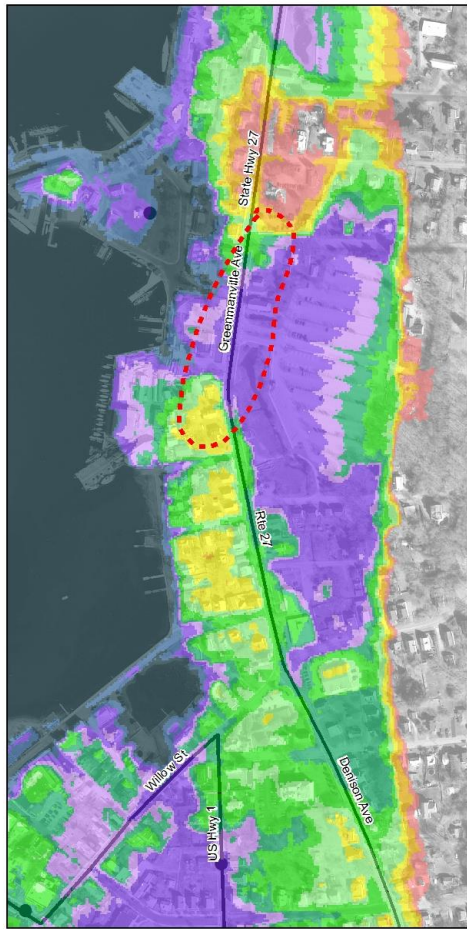 State Hwy 27
Greenmanville Ave
Rte 27
Willow St
US Hwy 1
Denison Ave